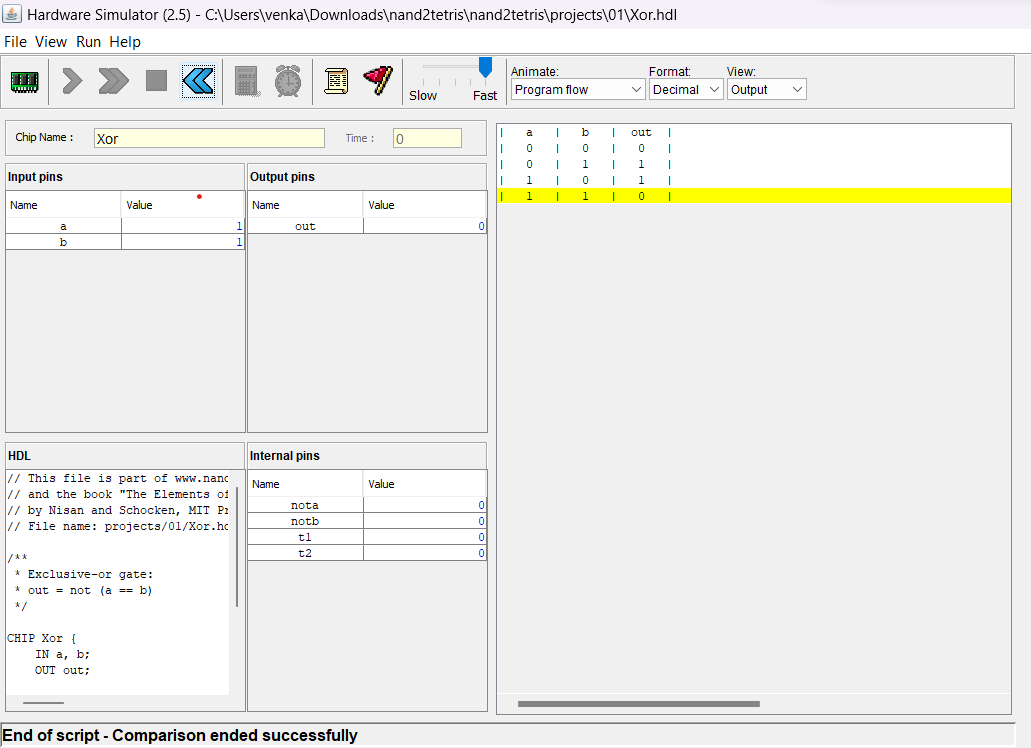 Hardware Simulator (2.5) - C:\Users\venka\Downloads\nand2tetris\nand2tetris\projects\01\Xor.hdl
File View Run Help
Slow Fast
Animate: Format: View:
Program flow Decimal Output
Chip Name : Xor Time : 0
Input pins
Name Value
a 1
b 1
Output pins
Name Value
out 0
HDL
// This file is part of www.nand
// and the book "The Elements of
// by Nisan and Schocken, MIT Pr
// File name: projects/01/Xor.hd
/**
* Exclusive-or gate:
* out = not (a == b)
*/
CHIP Xor {
IN a, b;
OUT out;
Internal pins
Name Value
nota 0
notb 0
t1 0
t2 0
| a | b | out |
| 0 | 0 | 0 |
| 0 | 1 | 1 |
| 1 | 0 | 1 |
| 1 | 1 | 0 |
End of script - Comparison ended successfully